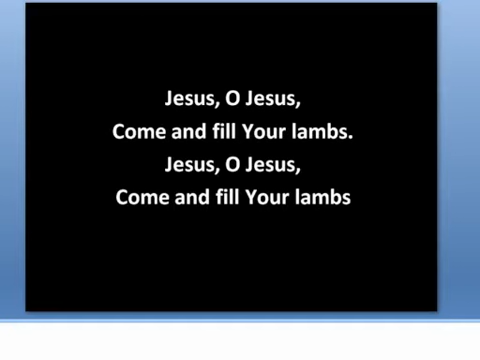 Jesus, O Jesus,
Come and fill Your lambs.
Jesus, O Jesus,
Come and fill Your lambs